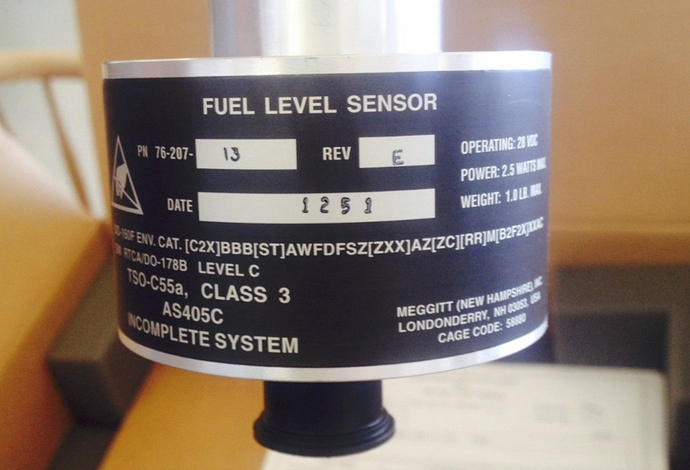 FUEL LEVEL SENSOR
PN 76-207- 13 REV E
DATE 1251
OPERATING: 28 VDC
POWER: 2.5 WATTS MAX.
WEIGHT: 1.0 LB. MAX.
ENV. CAT. [C2X]BBB[ST]AWFDFSZ[ZXX]AZ[ZC][RR]M[B2F2X]XXAC
RTCA/DO-178B LEVEL C
TSO-C55a, CLASS 3
AS405C
INCOMPLETE SYSTEM
MEGGITT (NEW HAMPSHIRE), INC
LONDONDERRY, NH 03053, USA
CAGE CODE: 58880